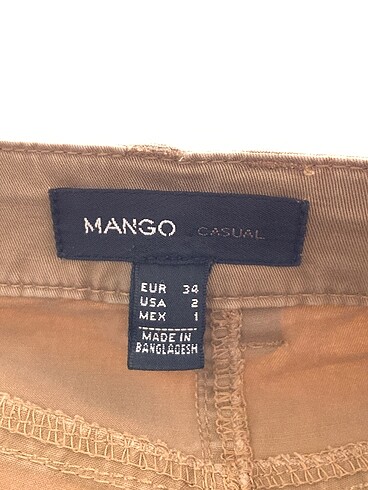 MANGO CASUAL
EUR 34
USA 2
MEX 1
MADE IN
BANGLADESH